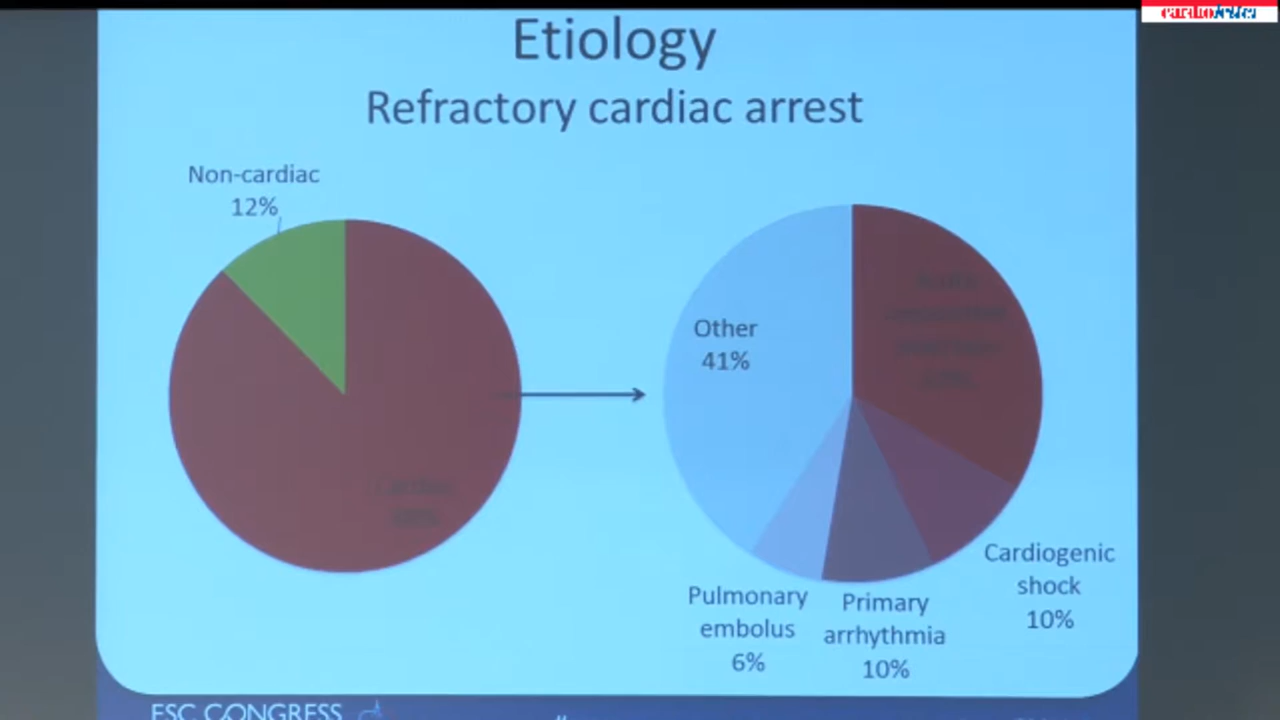 Etiology
Refractory cardiac arrest
Non-cardiac
12%
Other
41%
Cardiogenic
shock
10%
Pulmonary
embolus
6%
Primary
arrhythmia
10%
ESC CONGRESS